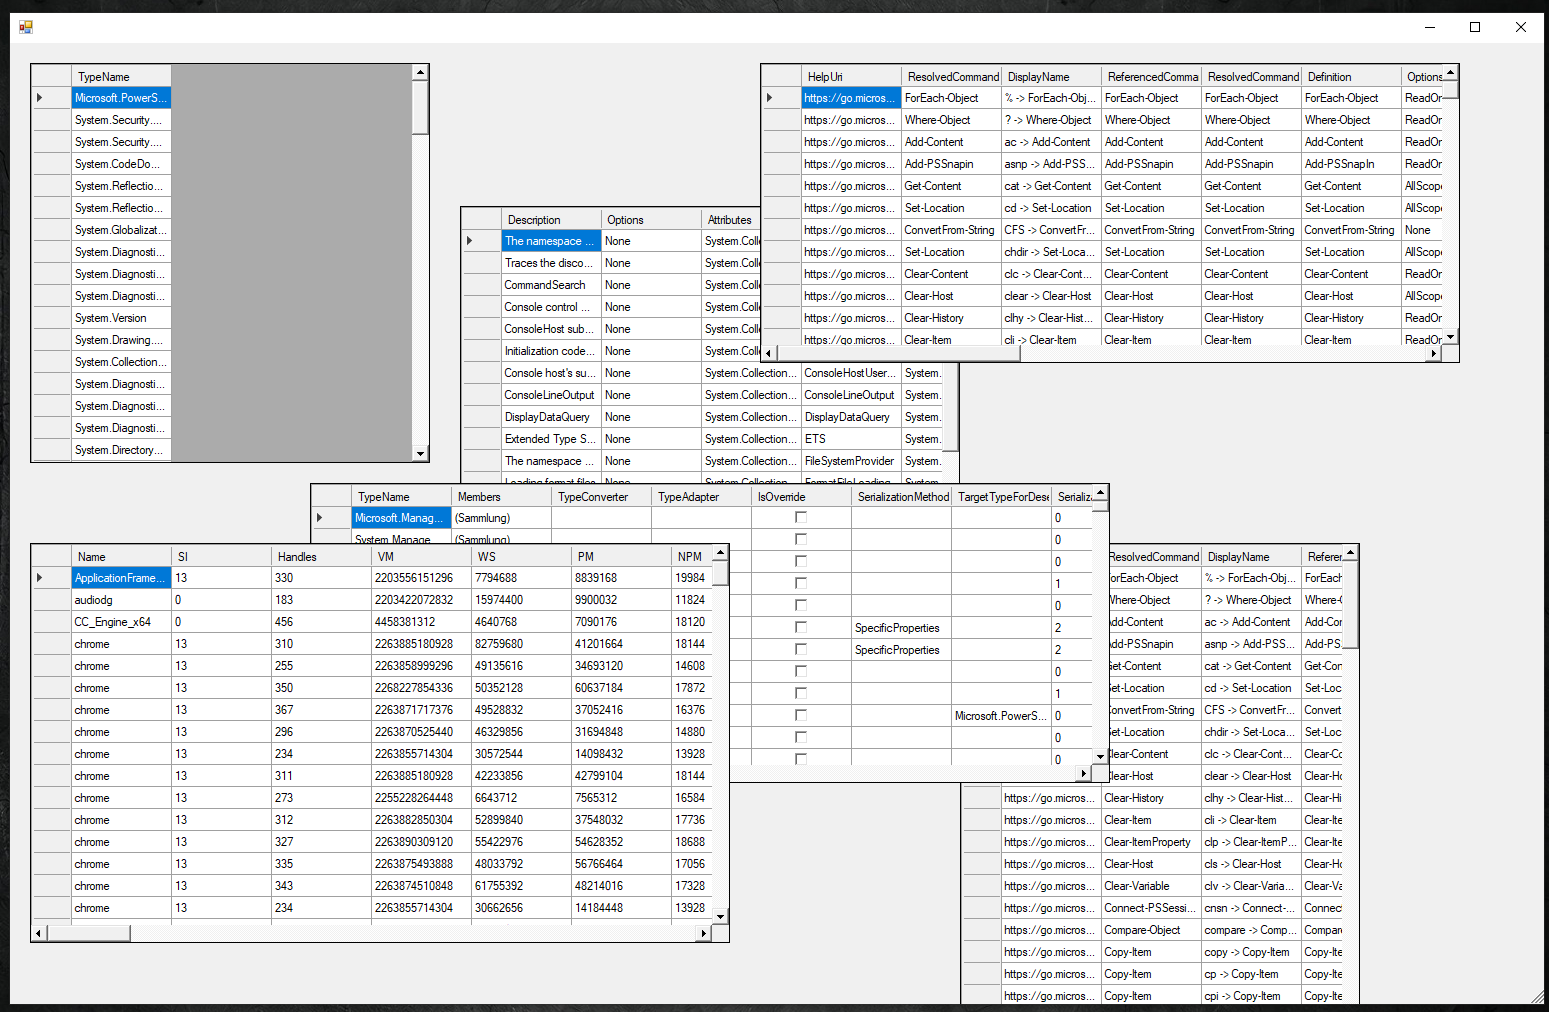 TypeName
Microsoft.PowerS...
System.Security....
System.Security....
System.CodeDo...
System.Reflectio...
System.Reflectio...
System.Globalizat...
System.Diagnosti...
System.Diagnosti...
System.Diagnosti...
System.Version
System.Drawing....
System.Collection...
System.Diagnosti...
System.Diagnosti...
System.Diagnosti...
System.Directory...
HelpUri ResolvedCommand DisplayName ReferencedComma ResolvedCommand Definition Options
https://go.micros... ForEach-Object % -> ForEach-Obj... ForEach-Object ForEach-Object ForEach-Object ReadOr
https://go.micros... Where-Object ? -> Where-Object Where-Object Where-Object Where-Object ReadOr
https://go.micros... Add-Content ac -> Add-Content Add-Content Add-Content Add-Content ReadOr
https://go.micros... Add-PSSnapin asnp -> Add-PSS... Add-PSSnapin Add-PSSnapin Add-PSSnapIn ReadOr
https://go.micros... Get-Content cat -> Get-Content Get-Content Get-Content Get-Content AllScope
https://go.micros... Set-Location cd -> Set-Location Set-Location Set-Location Set-Location AllScope
https://go.micros... ConvertFrom-String CFS -> ConvertFr... ConvertFrom-String ConvertFrom-String ConvertFrom-String None
https://go.micros... Set-Location chdir -> Set-Loca... Set-Location Set-Location Set-Location AllScope
https://go.micros... Clear-Content clc -> Clear-Cont... Clear-Content Clear-Content Clear-Content ReadOr
https://go.micros... Clear-Host clear -> Clear-Host Clear-Host Clear-Host Clear-Host AllScope
https://go.micros... Clear-History clhy -> Clear-Hist... Clear-History Clear-History Clear-History ReadOr
https://go.micros... Clear-Item cli -> Clear-Item Clear-Item Clear-Item Clear-Item ReadOr
Description Options Attributes
The namespace ... None System.Coll
Traces the disco... None System.Coll
CommandSearch None System.Coll
Console control ... None System.Coll
ConsoleHost sub... None System.Coll
Initialization code... None System.Coll
Console host's su... None System.Collection... ConsoleHostUser... System.
ConsoleLineOutput None System.Collection... ConsoleLineOutput System.
DisplayDataQuery None System.Collection... DisplayDataQuery System.
Extended Type S... None System.Collection... ETS System.
The namespace ... None System.Collection... FileSystemProvider System.
Loading format files None System.Collection... FormatFileLoading System.
TypeName Members TypeConverter TypeAdapter IsOverride SerializationMethod TargetTypeForDese Serializ
Microsoft.Manag... (Sammlung) 0
System.Manage... (Sammlung) 0
0
1
0
SpecificProperties 2
SpecificProperties 2
0
1
Microsoft.PowerS... 0
0
0
Name SI Handles VM WS PM NPM
ApplicationFrame... 13 330 2203556151296 7794688 8839168 19984
audiodg 0 183 2203422072832 15974400 9900032 11824
CC_Engine_x64 0 456 4458381312 4640768 7090176 18120
chrome 13 310 2263885180928 82759680 41201664 18144
chrome 13 255 2263858999296 49135616 34693120 14608
chrome 13 350 2268227854336 50352128 60637184 17872
chrome 13 367 2263871717376 49528832 37052416 16376
chrome 13 296 2263870525440 46329856 31694848 14880
chrome 13 234 2263855714304 30572544 14098432 13928
chrome 13 311 2263885180928 42233856 42799104 18144
chrome 13 273 2255228264448 6643712 7565312 16584
chrome 13 312 2263882850304 52899840 37548032 17736
chrome 13 327 2263890309120 55422976 54628352 18688
chrome 13 335 2263875493888 48033792 56766464 17056
chrome 13 343 2263874510848 61755392 48214016 17328
chrome 13 234 2263855714304 30662656 14184448 13928
ResolvedCommand DisplayName Referer
ForEach-Object % -> ForEach-Obj... ForEach
Where-Object ? -> Where-Object Where-C
Add-Content ac -> Add-Content Add-Cor
Add-PSSnapin asnp -> Add-PSS... Add-PS
Get-Content cat -> Get-Content Get-Con
Set-Location cd -> Set-Location Set-Loc
ConvertFrom-String CFS -> ConvertFr... Convert
Set-Location chdir -> Set-Loca... Set-Loc
Clear-Content clc -> Clear-Cont... Clear-Cc
Clear-Host clear -> Clear-Host Clear-Hc
https://go.micros... Clear-History clhy -> Clear-Hist... Clear-Hi
https://go.micros... Clear-Item cli -> Clear-Item Clear-Ite
https://go.micros... Clear-ItemProperty clp -> Clear-ItemP... Clear-Ite
https://go.micros... Clear-Host cls -> Clear-Host Clear-Hc
https://go.micros... Clear-Variable clv -> Clear-Varia... Clear-Va
https://go.micros... Connect-PSSessi... cnsn -> Connect-... Connec
https://go.micros... Compare-Object compare -> Comp... Compar
https://go.micros... Copy-Item copy -> Copy-Item Copy-Ite
https://go.micros... Copy-Item cp -> Copy-Item Copy-Ite
https://go.micros... Copy-Item cpi -> Copy-Item Copy-Ite